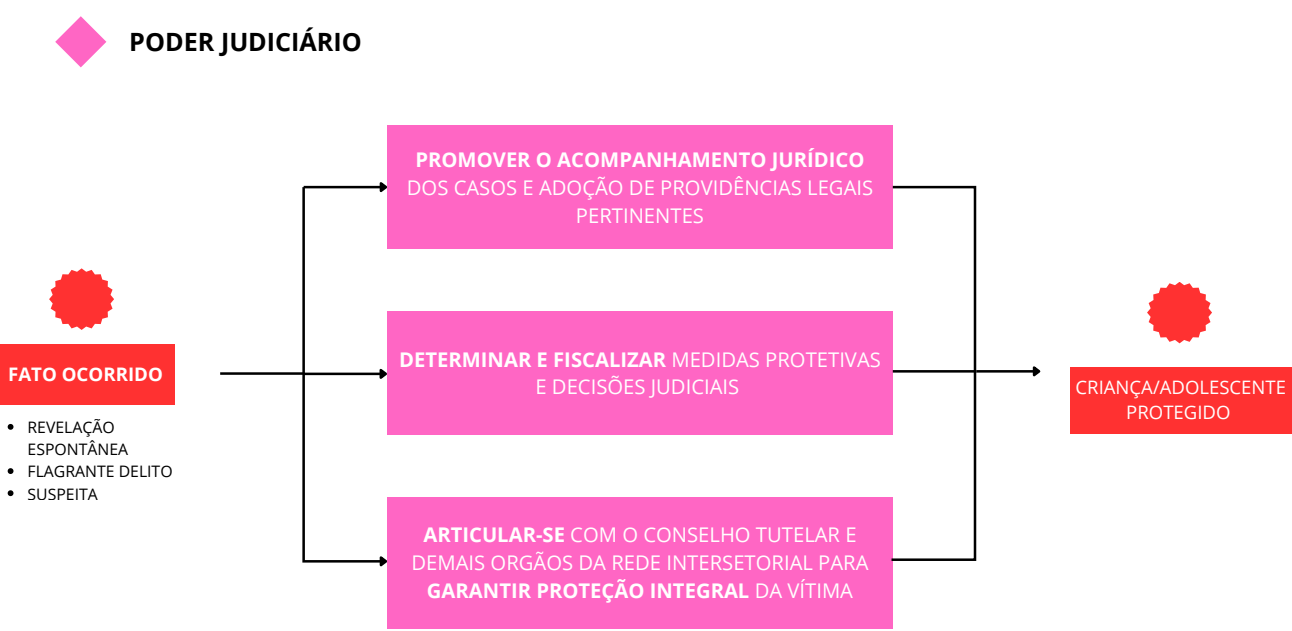 PODER JUDICIÁRIO
PROMOVER O ACOMPANHAMENTO JURÍDICO
DOS CASOS E ADOÇÃO DE PROVIDÊNCIAS LEGAIS
PERTINENTES
FATO OCORRIDO
• REVELAÇÃO
ESPONTÂNEA
• FLAGRANTE DELITO
• SUSPEITA
DETERMINAR E FISCALIZAR MEDIDAS PROTETIVAS
E DECISÕES JUDICIAIS
ARTICULAR-SE COM O CONSELHO TUTELAR E
DEMAIS ORGÃOS DA REDE INTERSETORIAL PARA
GARANTIR PROTEÇÃO INTEGRAL DA VÍTIMA
CRIANÇA/ADOLESCENTE
PROTEGIDO